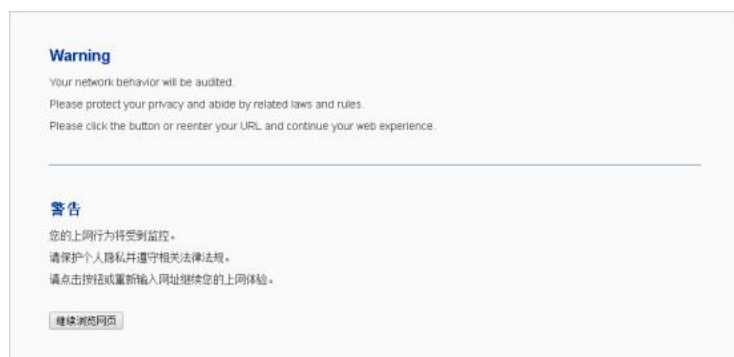 Warning
Your network behavior will be audited.
Please protect your privacy and abide by related laws and rules.
Please click the button or reenter your URL and continue your web experience.
警告
您的上网行为将受到监控。
请保护个人隐私并遵守相关法律法规。
请点击按钮或重新输入网址继续您的上网体验。
继续浏览网页